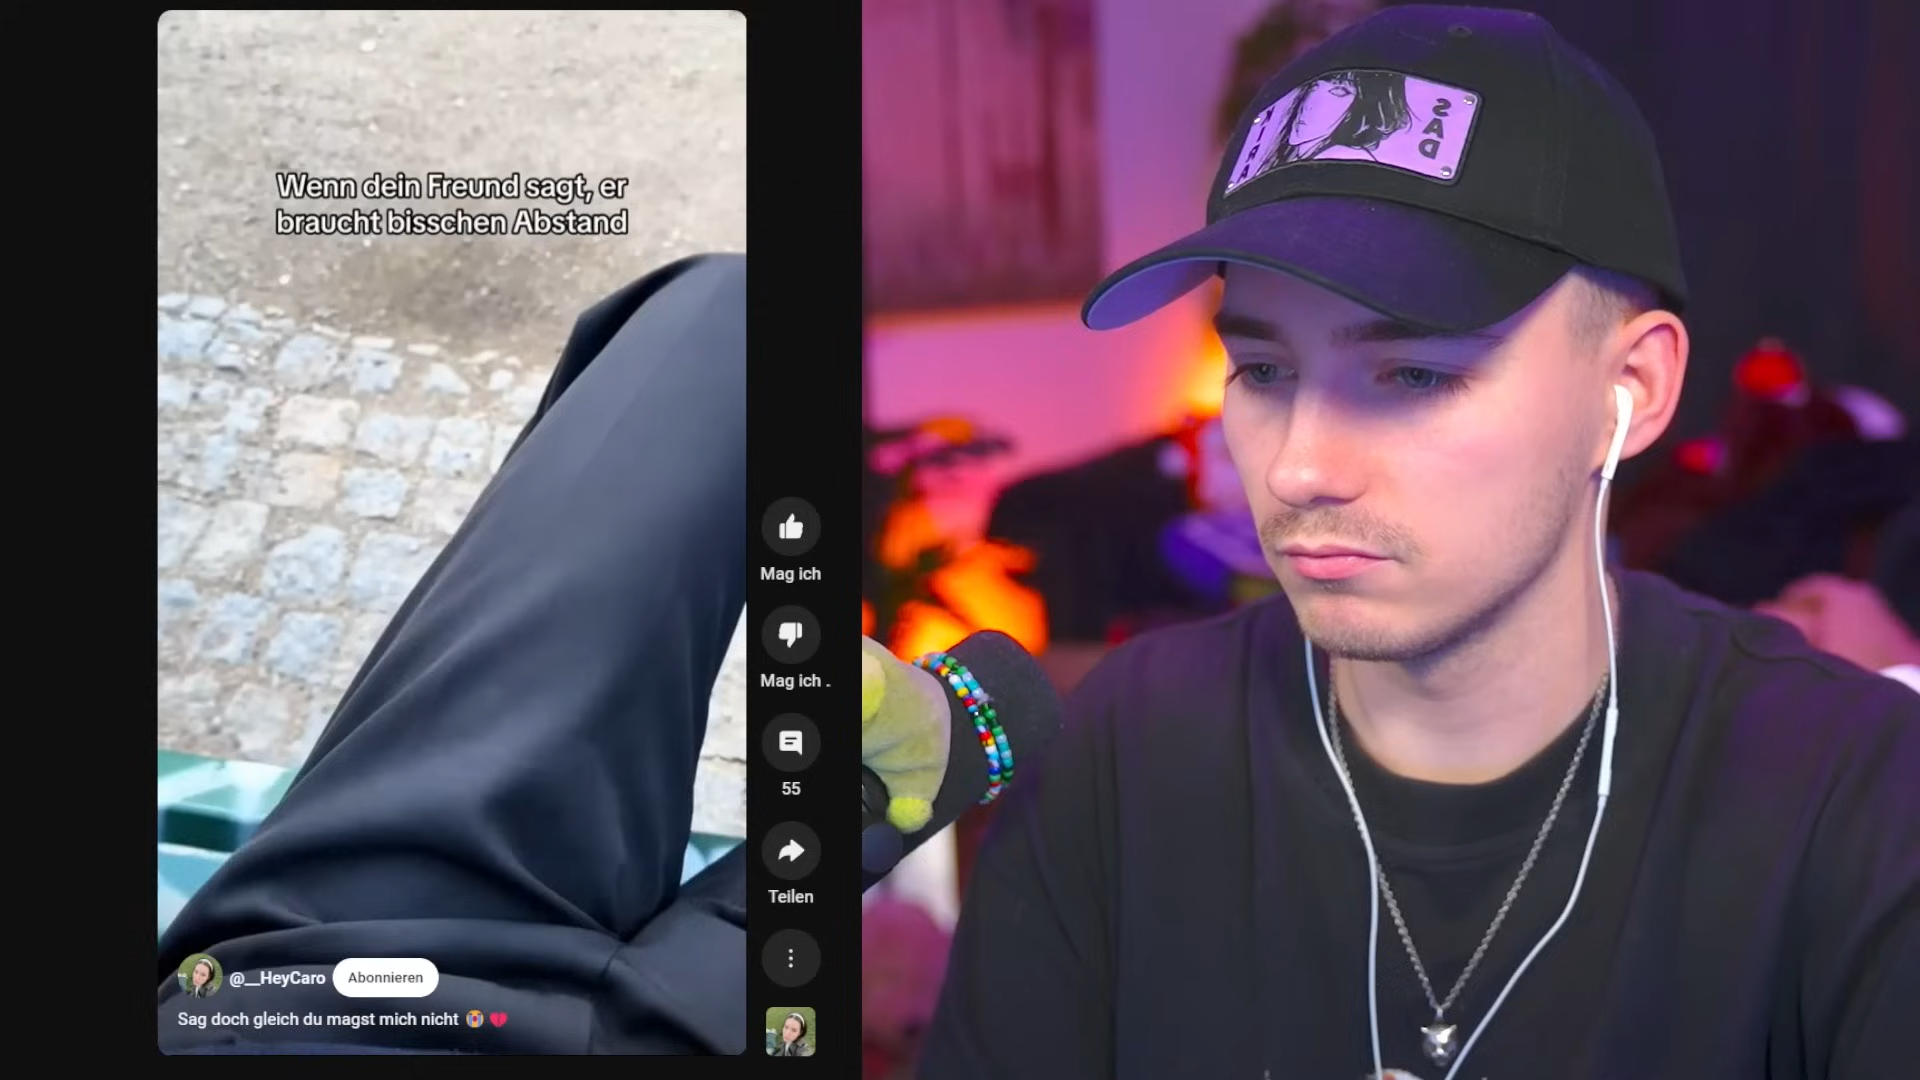 Wenn dein Freund sagt, er
braucht bisschen Abstand
Mag ich
Mag ich .
55
Teilen
@__HeyCaro
Abonnieren
Sag doch gleich du magst mich nicht 😭💔
SAD